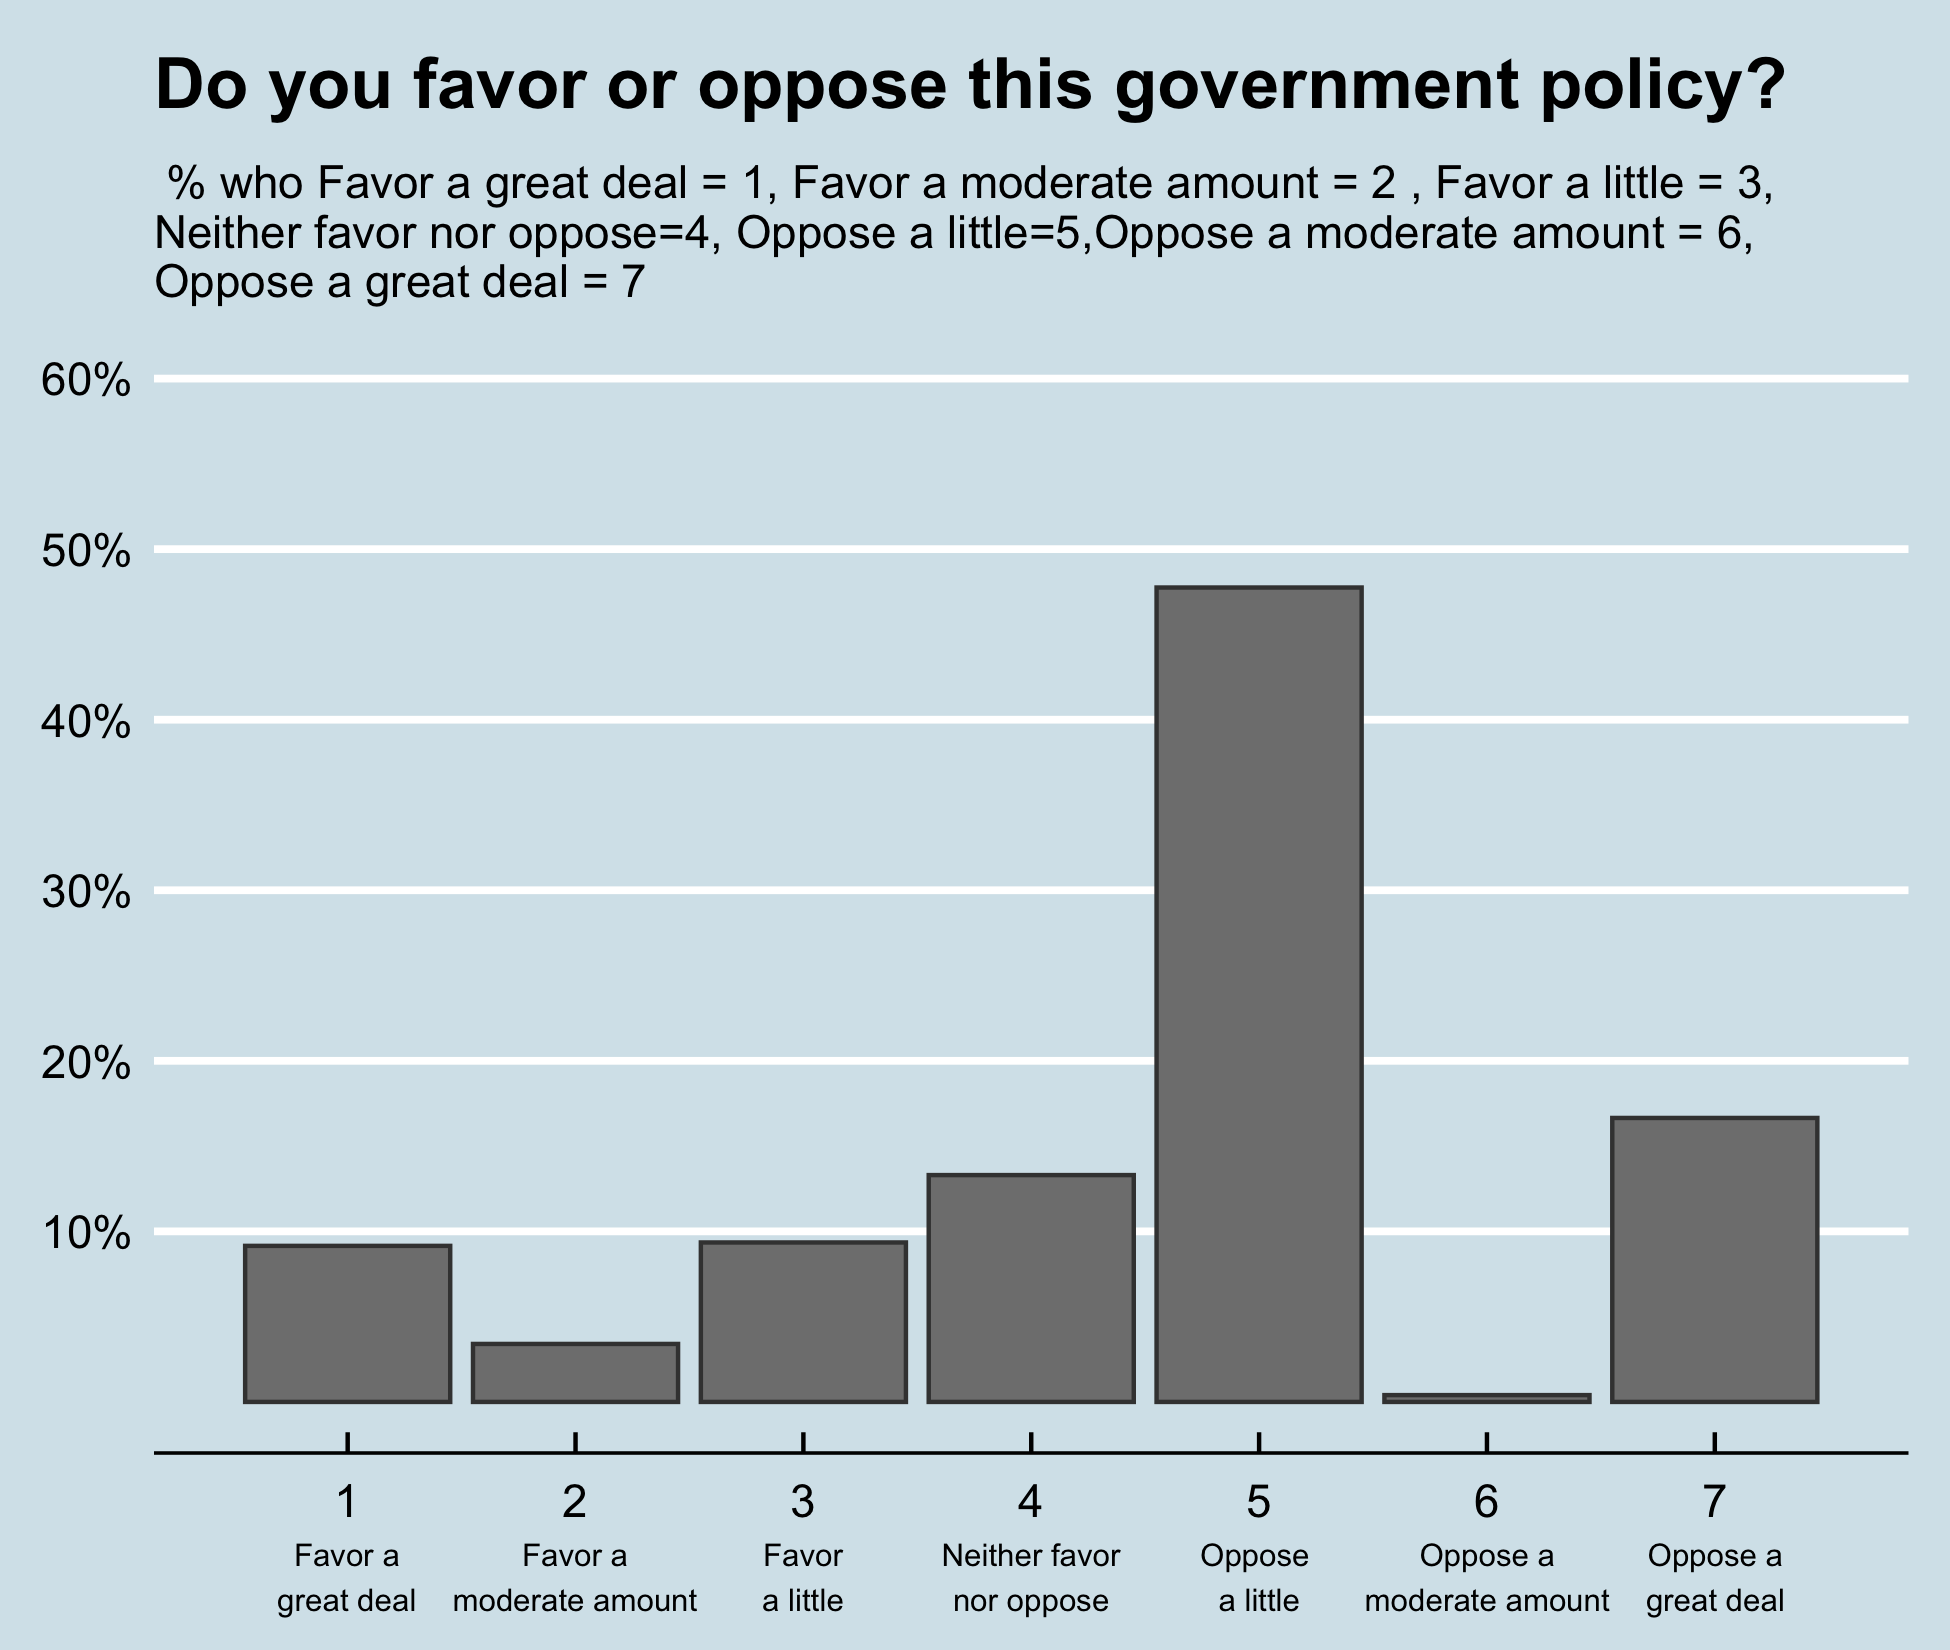 Do you favor or oppose this government policy?
% who Favor a great deal = 1, Favor a moderate amount = 2 , Favor a little = 3,
Neither favor nor oppose=4, Oppose a little=5,Oppose a moderate amount = 6,
Oppose a great deal = 7
60%
50%
40%
30%
20%
10%
1 2 3 4 5 6 7
Favor a Favor a Favor Neither favor Oppose Oppose a Oppose a
great deal moderate amount a little nor oppose a little moderate amount great deal